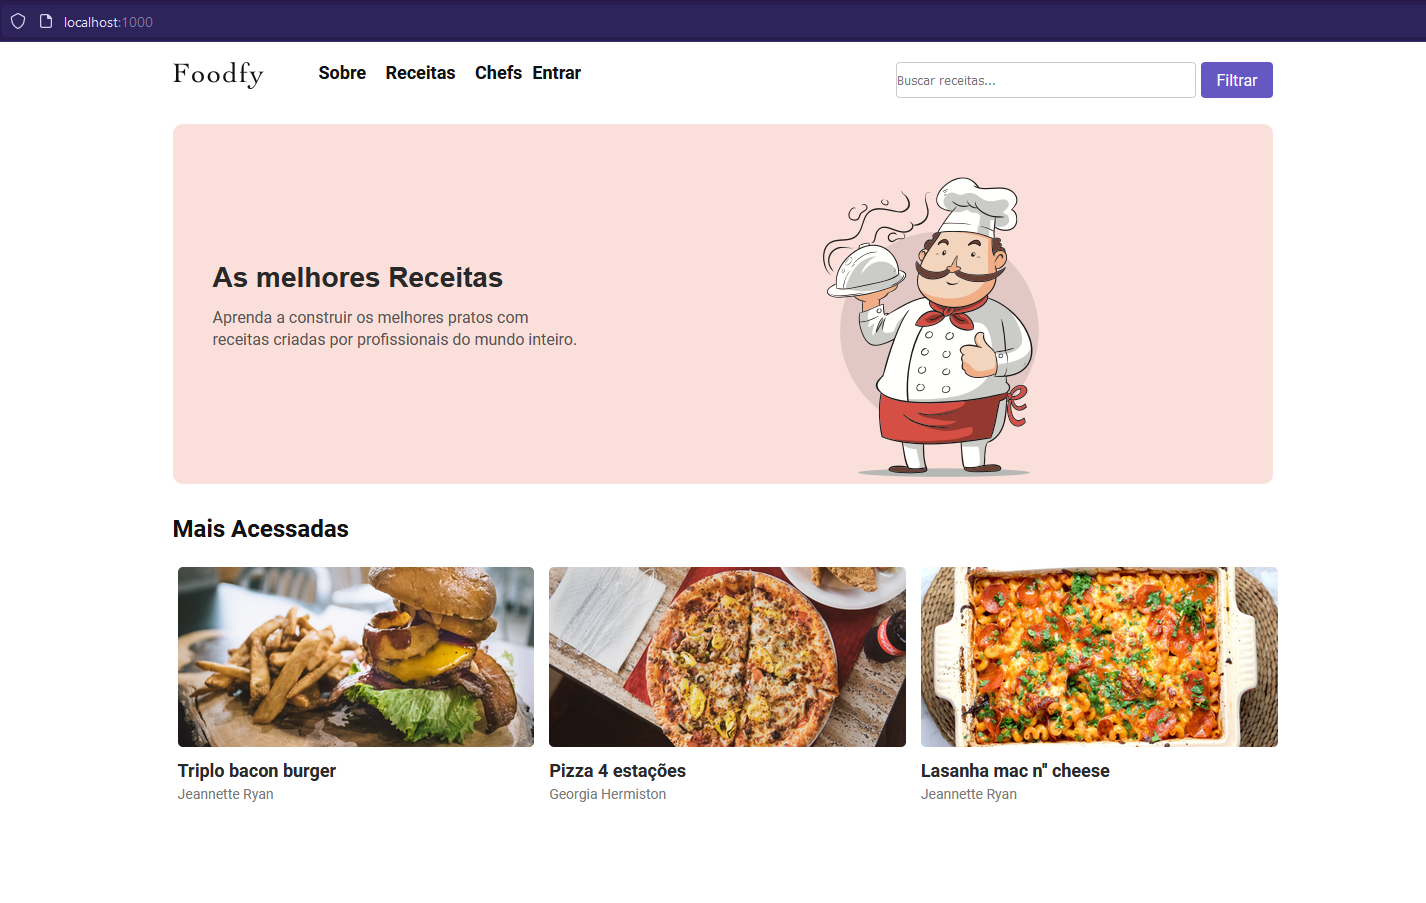 localhost:1000
Foodfy
Sobre Receitas Chefs Entrar
Buscar receitas...
Filtrar
As melhores Receitas
Aprenda a construir os melhores pratos com
receitas criadas por profissionais do mundo inteiro.
Mais Acessadas
Triplo bacon burger
Jeannette Ryan
Pizza 4 estações
Georgia Hermiston
Lasanha mac n'' cheese
Jeannette Ryan